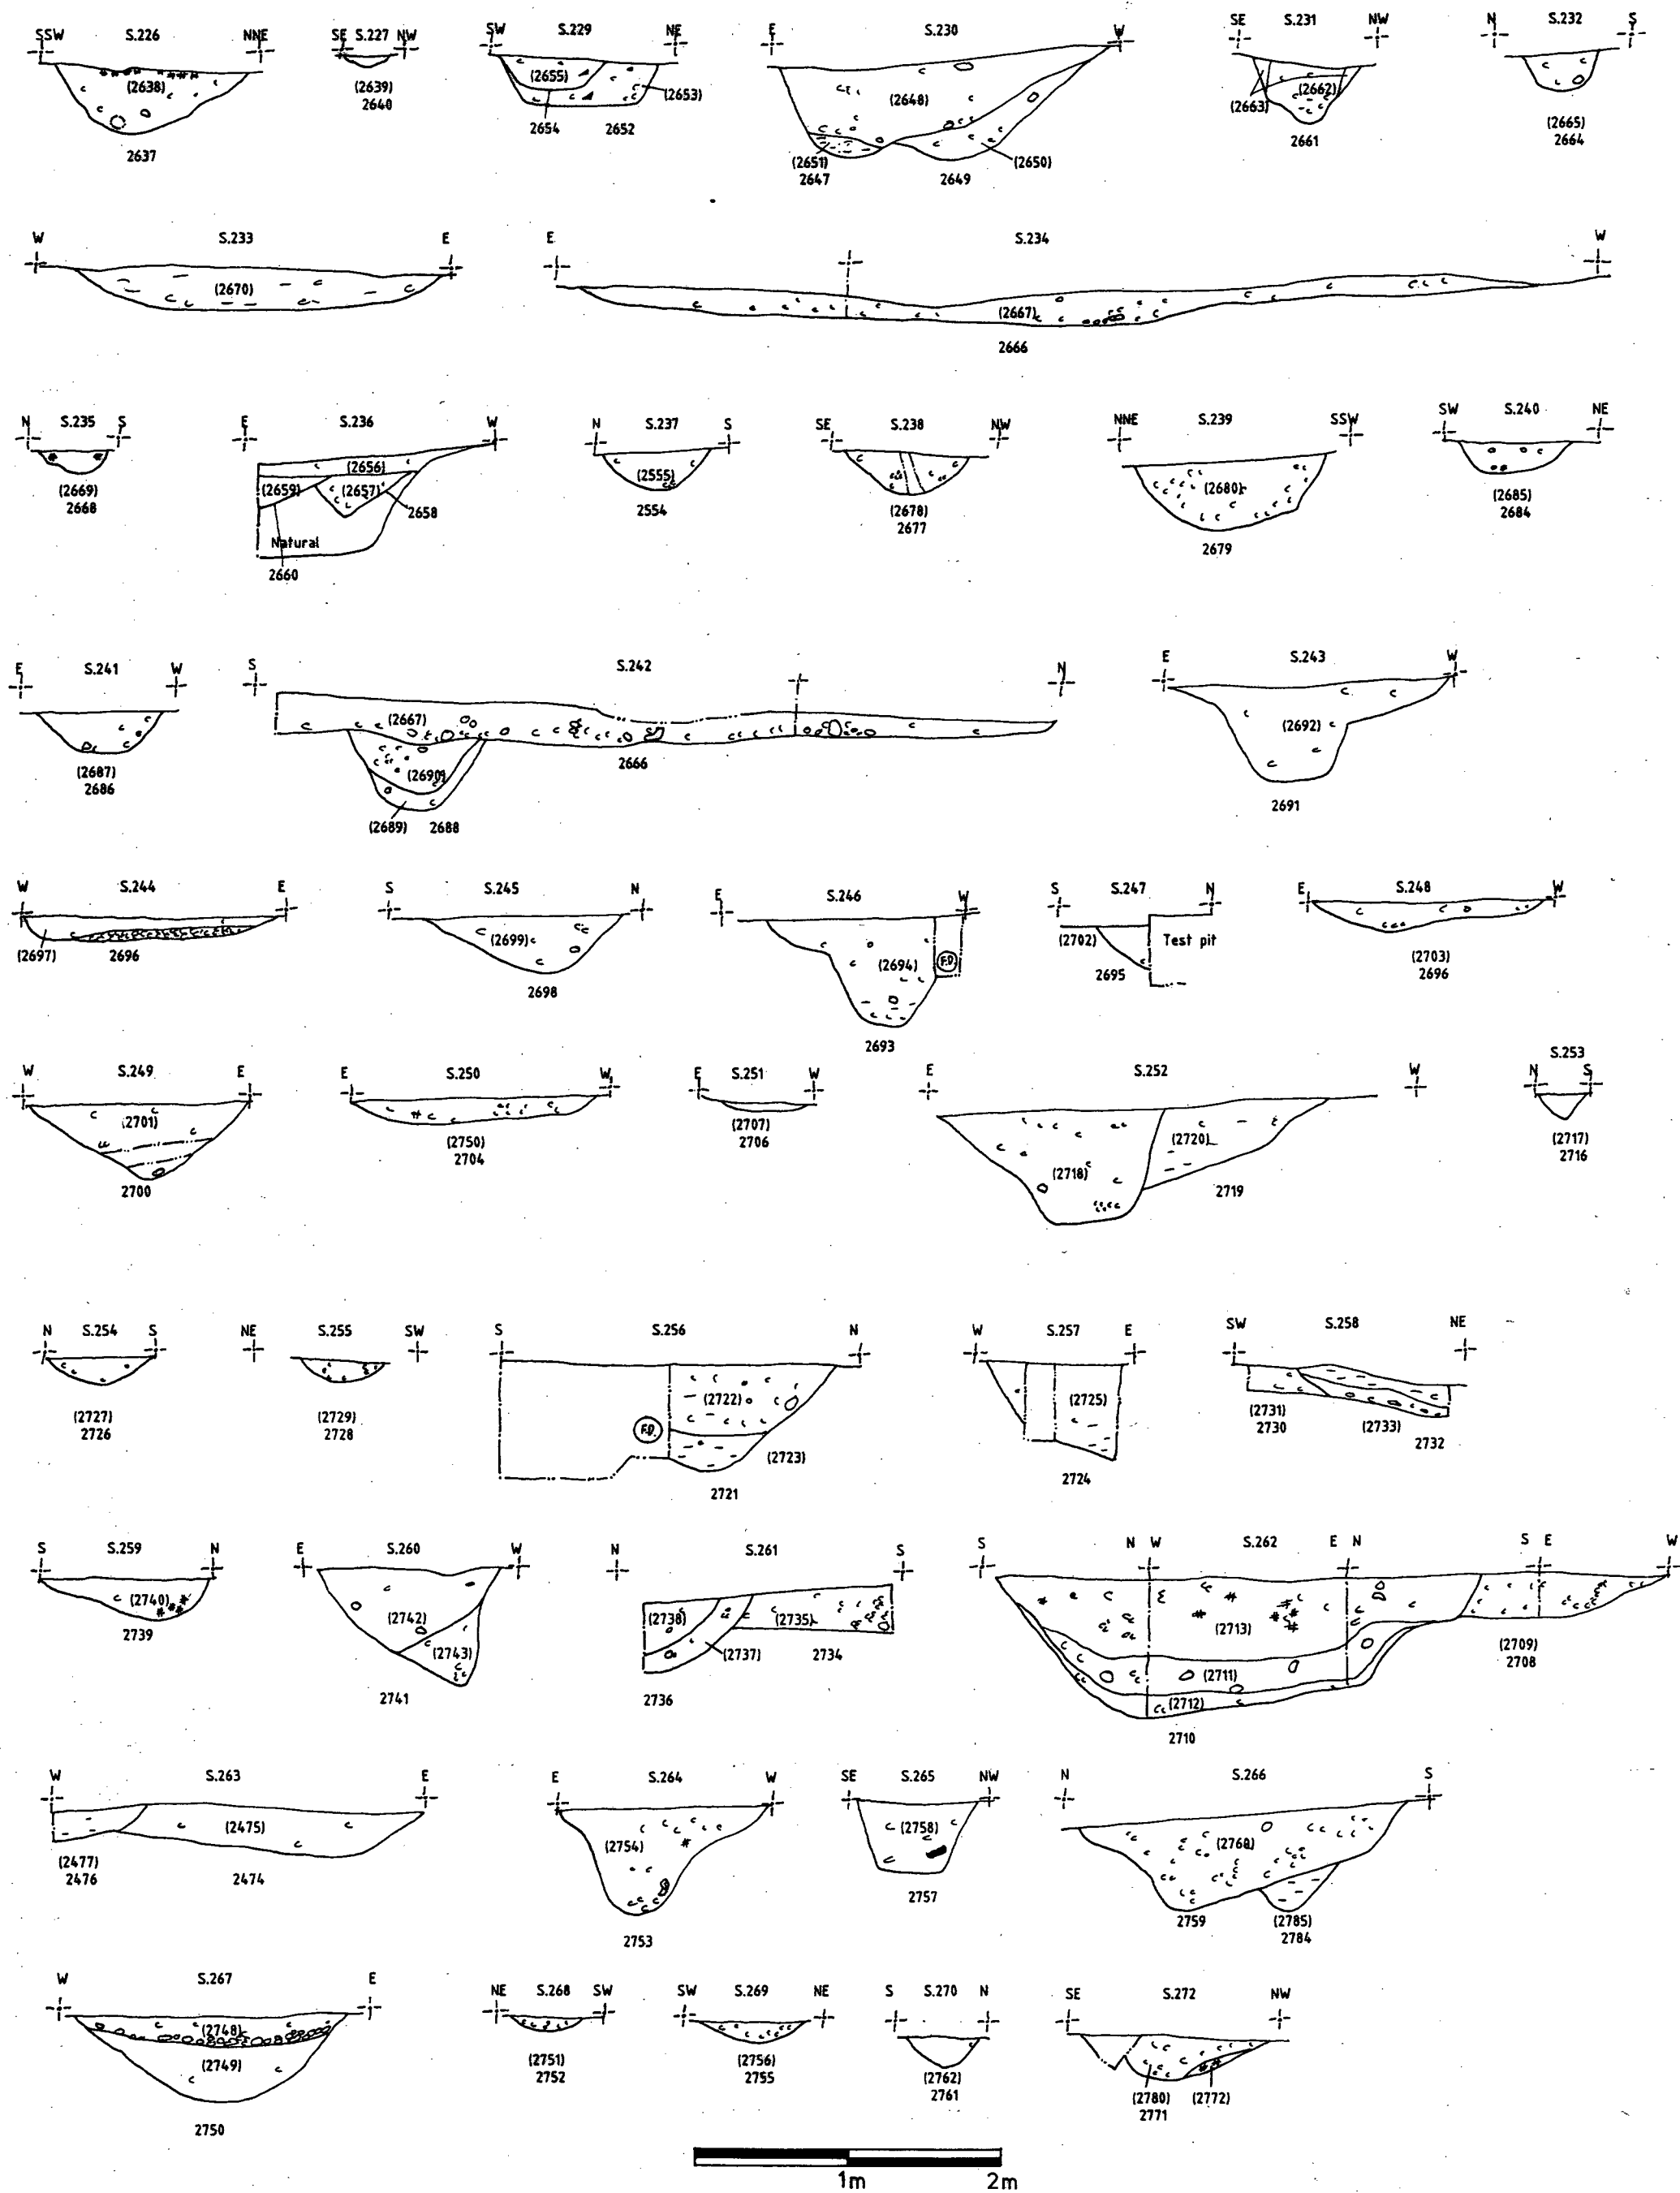 SSW S.226 NNE
(2638)
2637
SE S.227 NW
(2639)
2640
SW S.229 NE
(2655)
(2653)
2654 2652
E S.230 W
(2648)
(2651) (2650)
2647 2649
SE S.231 NW
(2663) (2662)
2661
N S.232 S
(2665)
2664
W S.233 E
(2670)
E S.234 W
(2667)
2666
N S.235 S
(2669)
2668
E S.236 W
(2656)
(2659) (2657)
2658
Natural
2660
N S.237 S
(2555)
2554
SE S.238 NW
(2678)
2677
NNE S.239 SSW
(2680)
2679
SW S.240 NE
(2685)
2684
E S.241 W
(2687)
2686
S S.242 N
(2667)
2666
(2690)
(2689) 2688
E S.243 W
(2692)
2691
W S.244 E
(2697) 2696
S S.245 N
(2699)
2698
E S.246 W
(2694) F.D.
2693
S S.247 N
(2702) Test pit
2695
E S.248 W
(2703)
2696
W S.249 E
(2701)
2700
E S.250 W
(2750)
2704
E S.251 W
(2707)
2706
E S.252 W
(2720)
(2718)
2719
N S.253 S
(2717)
2716
N S.254 S
(2727)
2726
NE S.255 SW
(2729)
2728
S S.256 N
(2722)
F.D.
(2723)
2721
W S.257 E
(2725)
2724
SW S.258 NE
(2731) (2733)
2730 2732
S S.259 N
(2740)
2739
E S.260 W
(2742)
(2743)
2741
N S.261 S
(2738) (2735)
(2737) 2734
2736
S N W S.262 E N S E W
(2713)
(2711) (2709)
2708
(2712)
2710
W S.263 E
(2475)
(2477)
2476 2474
E S.264 W
(2754)
2753
SE S.265 NW
(2758)
2757
N S.266 S
(2768)
2759 (2785)
2784
W S.267 E
(2748)
(2749)
2750
NE S.268 SW
(2751)
2752
SW S.269 NE
(2756)
2755
S S.270 N
(2762)
2761
SE S.272 NW
(2780) (2772)
2771
1m 2m